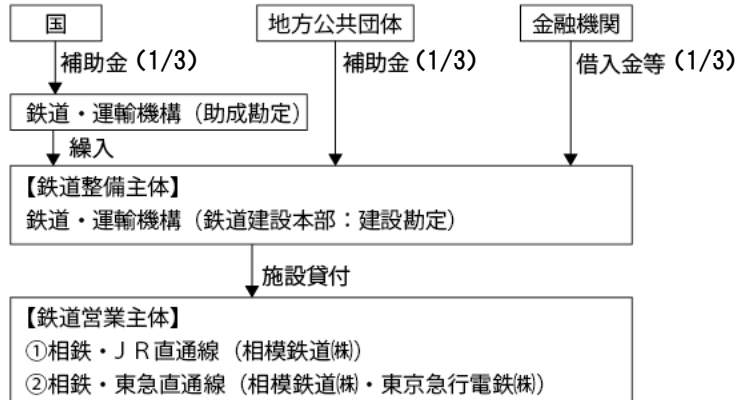 国
地方公共団体
金融機関
補助金（1/3）
補助金（1/3）
借入金等（1/3）
鉄道・運輸機構（助成勘定）
繰入
【鉄道整備主体】
鉄道・運輸機構（鉄道建設本部：建設勘定）
施設貸付
【鉄道営業主体】
①相鉄・ＪＲ直通線（相模鉄道㈱）
②相鉄・東急直通線（相模鉄道㈱・東京急行電鉄㈱）